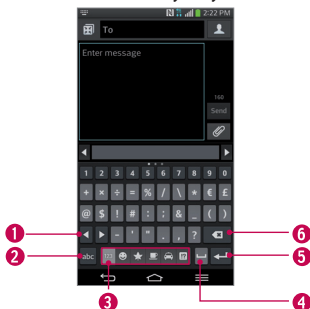 2:22 PM
To
Enter message
160
Send
1 2 3 4 5 6 7 8 9 0
+ × ÷ = % / \ * € £
@ $ ! # : ; & _ ( )
1 - ' " . , ? 6
2 abc 123 5
3 4